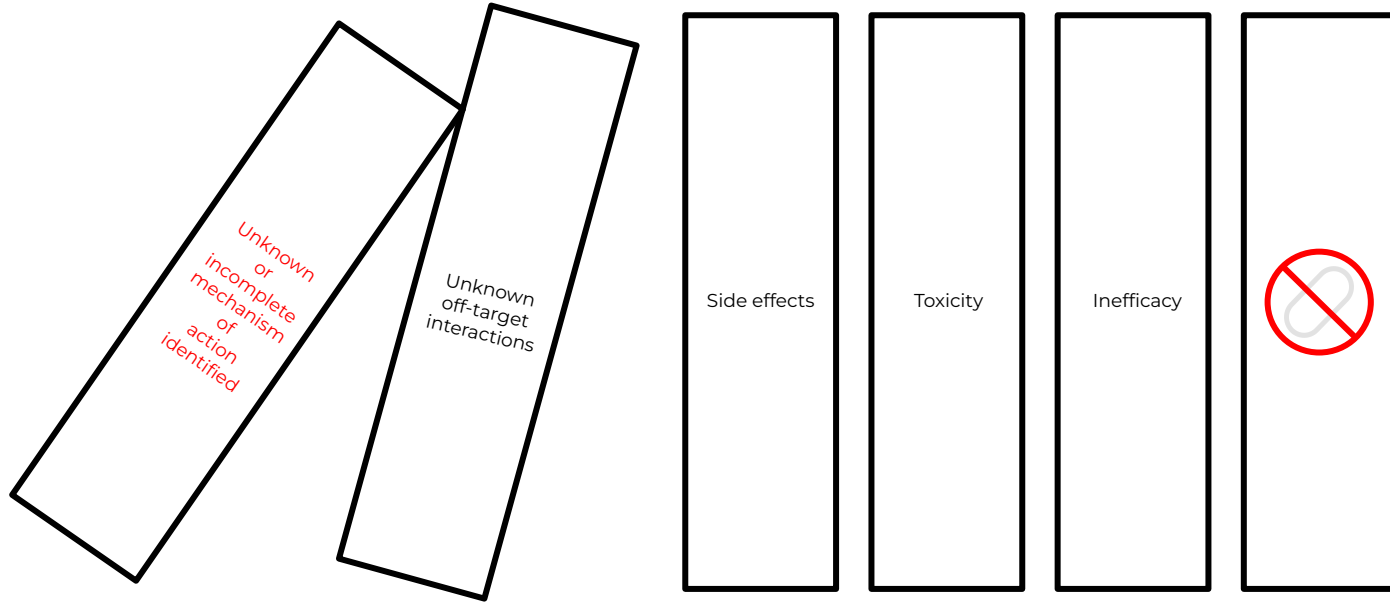 Unknown
or
incomplete
mechanism
of
action
identified
Unknown
off-target
interactions
Side effects
Toxicity
Inefficacy